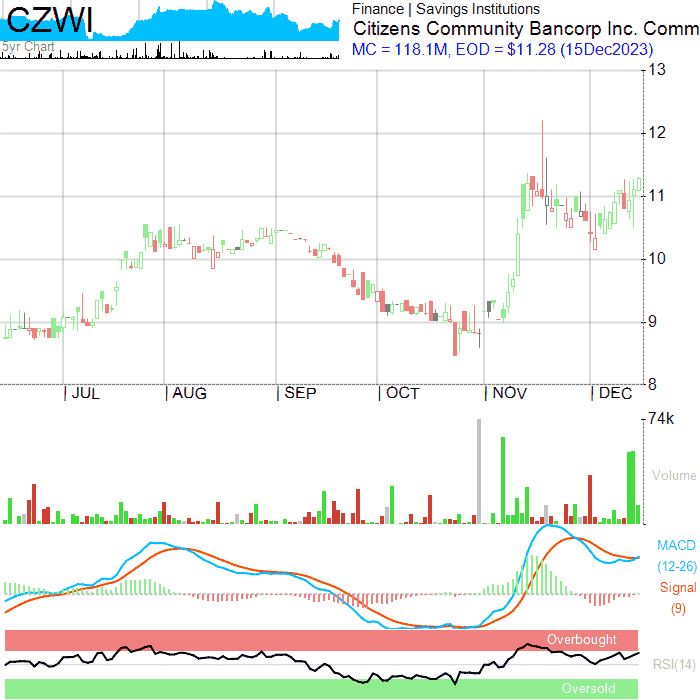 CZWI
5yr Chart
Finance | Savings Institutions
Citizens Community Bancorp Inc. Comm
MC = 118.1M, EOD = $11.28 (15Dec2023)
13
12
11
10
9
8
JUL AUG SEP OCT NOV DEC
74k
Volume
MACD
(12-26)
Signal
(9)
Overbought
RSI(14)
Oversold